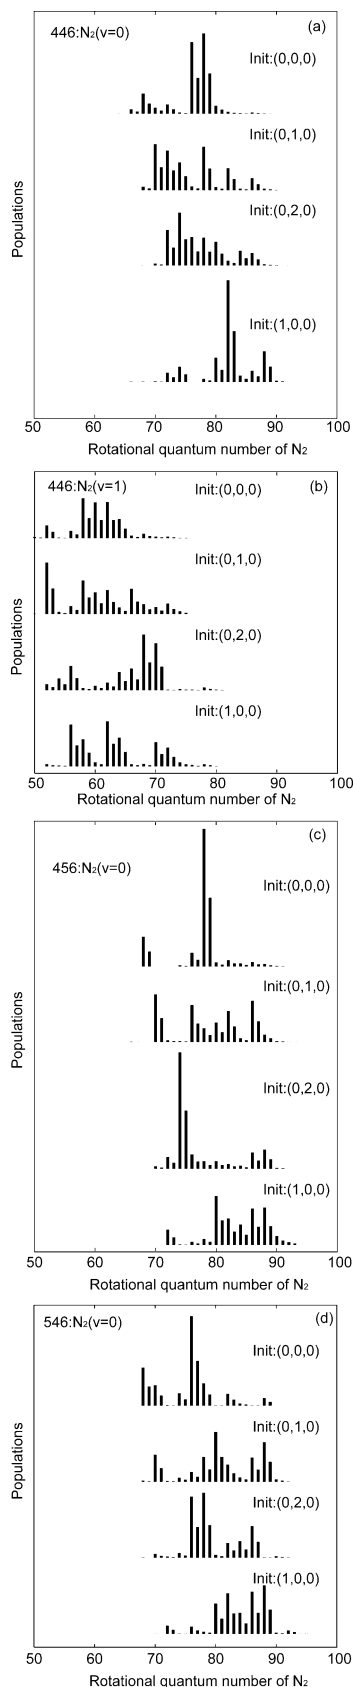 446:N₂(v=0)
(a)
Init:(0,0,0)
Init:(0,1,0)
Init:(0,2,0)
Init:(1,0,0)
Populations
50 60 70 80 90 100
Rotational quantum number of N₂
446:N₂(v=1)
(b)
Init:(0,0,0)
Init:(0,1,0)
Init:(0,2,0)
Init:(1,0,0)
Populations
50 60 70 80 90 100
Rotational quantum number of N₂
(c)
456:N₂(v=0)
Init:(0,0,0)
Init:(0,1,0)
Init:(0,2,0)
Init:(1,0,0)
Populations
50 60 70 80 90 100
Rotational quantum number of N₂
546:N₂(v=0)
(d)
Init:(0,0,0)
Init:(0,1,0)
Init:(0,2,0)
Init:(1,0,0)
Populations
50 60 70 80 90 100
Rotational quantum number of N₂